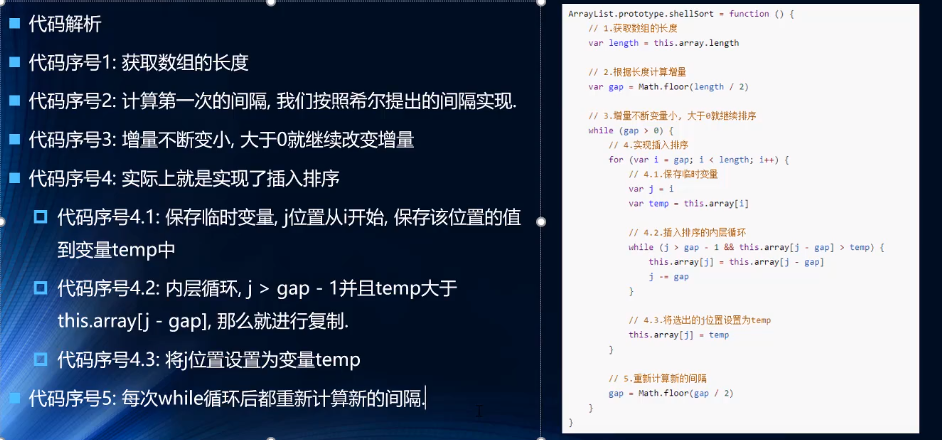 代码解析
代码序号1: 获取数组的长度
代码序号2: 计算第一次的间隔, 我们按照希尔提出的间隔实现.
代码序号3: 增量不断变小, 大于0就继续改变增量
代码序号4: 实际上就是实现了插入排序
代码序号4.1: 保存临时变量, j位置从i开始, 保存该位置的值
到变量temp中
代码序号4.2: 内层循环, j > gap - 1并且temp大于
this.array[j - gap], 那么就进行复制.
代码序号4.3: 将j位置设置为变量temp
代码序号5: 每次while循环后都重新计算新的间隔.
ArrayList.prototype.shellSort = function () {
// 1.获取数组的长度
var length = this.array.length
// 2.根据长度计算增量
var gap = Math.floor(length / 2)
// 3.增量不断变量小, 大于0就继续排序
while (gap > 0) {
// 4.实现插入排序
for (var i = gap; i < length; i++) {
// 4.1.保存临时变量
var j = i
var temp = this.array[i]
// 4.2.插入排序的内层循环
while (j > gap - 1 && this.array[j - gap] > temp) {
this.array[j] = this.array[j - gap]
j -= gap
}
// 4.3.将选出的j位置设置为temp
this.array[j] = temp
}
// 5.重新计算新的间隔
gap = Math.floor(gap / 2)
}
}